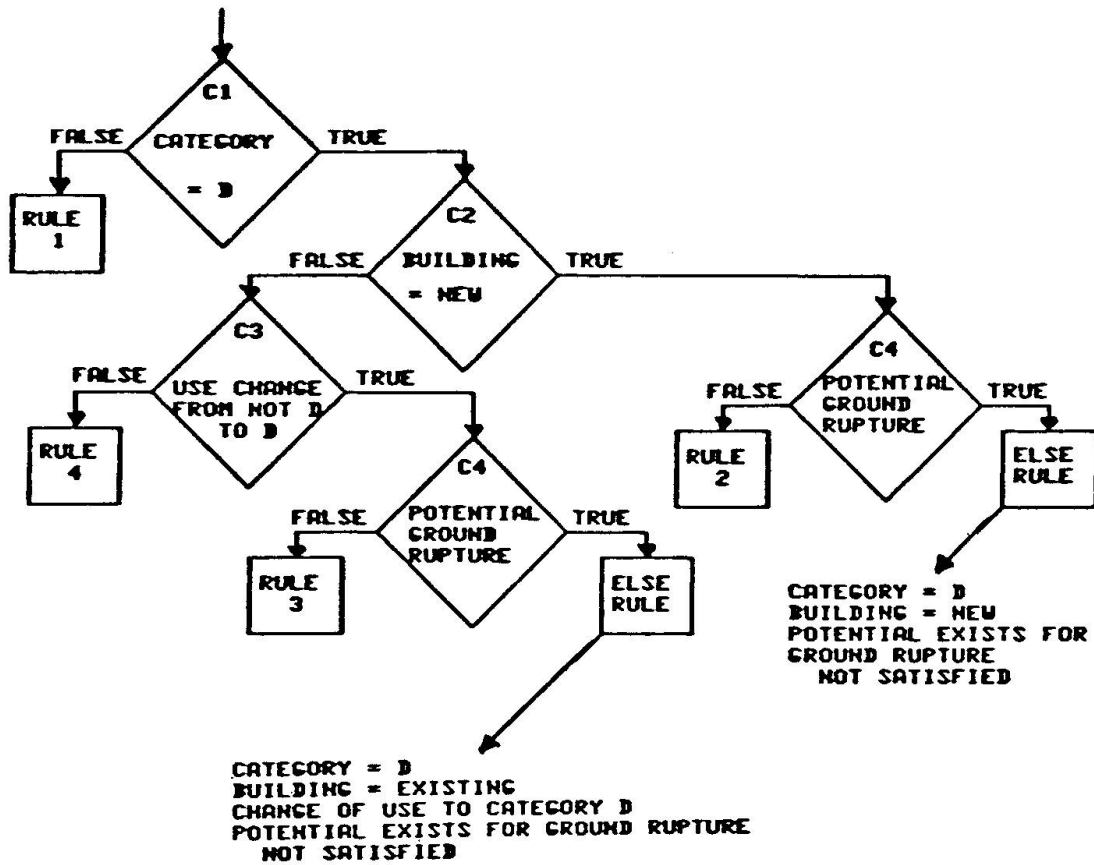 C1
FALSE
CATEGORY
TRUE
= D
RULE
1
C2
FALSE
BUILDING
TRUE
= NEW
C3
FALSE
USE CHANGE
TRUE
FROM NOT D
TO D
RULE
4
C4
FALSE
POTENTIAL
TRUE
GROUND
RUPTURE
RULE
2
ELSE
RULE
C4
FALSE
POTENTIAL
TRUE
GROUND
RUPTURE
RULE
3
ELSE
RULE
CATEGORY = D
BUILDING = NEW
POTENTIAL EXISTS FOR
GROUND RUPTURE
NOT SATISFIED
CATEGORY = D
BUILDING = EXISTING
CHANGE OF USE TO CATEGORY D
POTENTIAL EXISTS FOR GROUND RUPTURE
NOT SATISFIED